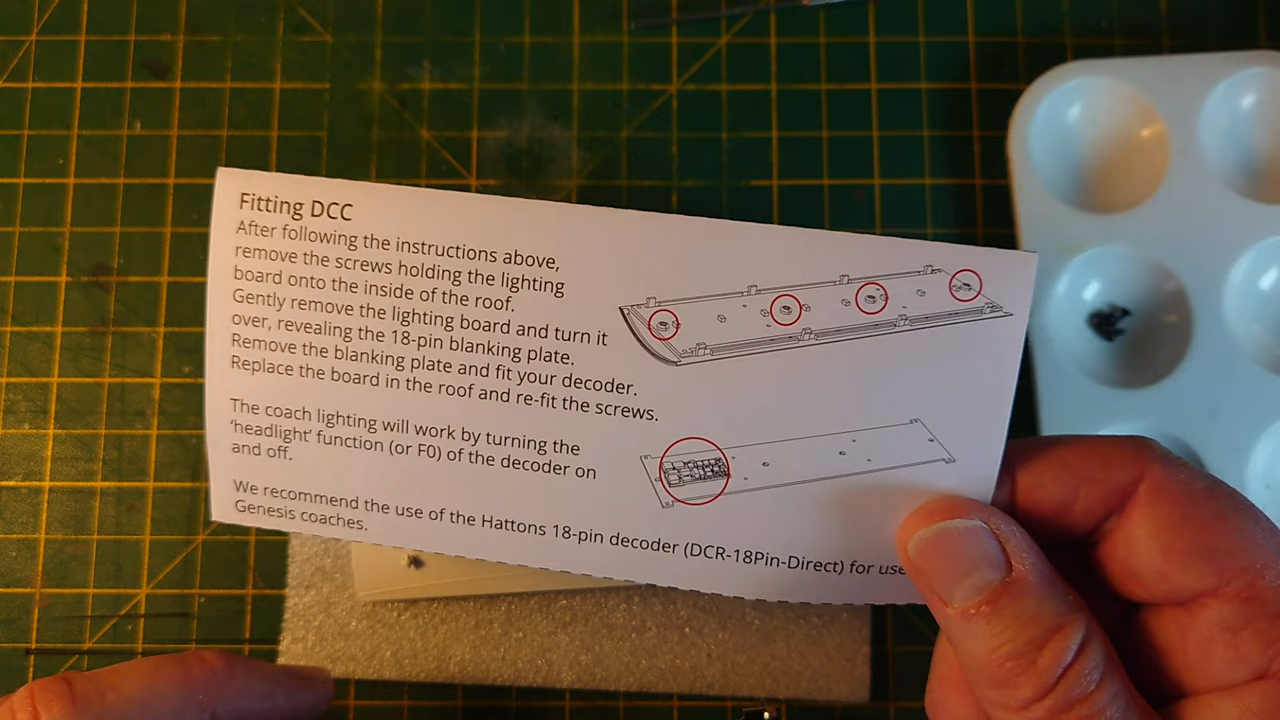 Fitting DCC
After following the instructions above,
remove the screws holding the lighting
board onto the inside of the roof.
Gently remove the lighting board and turn it
over, revealing the 18-pin blanking plate.
Remove the blanking plate and fit your decoder.
Replace the board in the roof and re-fit the screws.
The coach lighting will work by turning the
‘headlight’ function (or F0) of the decoder on
and off.
We recommend the use of the Hattons 18-pin decoder (DCR-18Pin-Direct) for use
Genesis coaches.